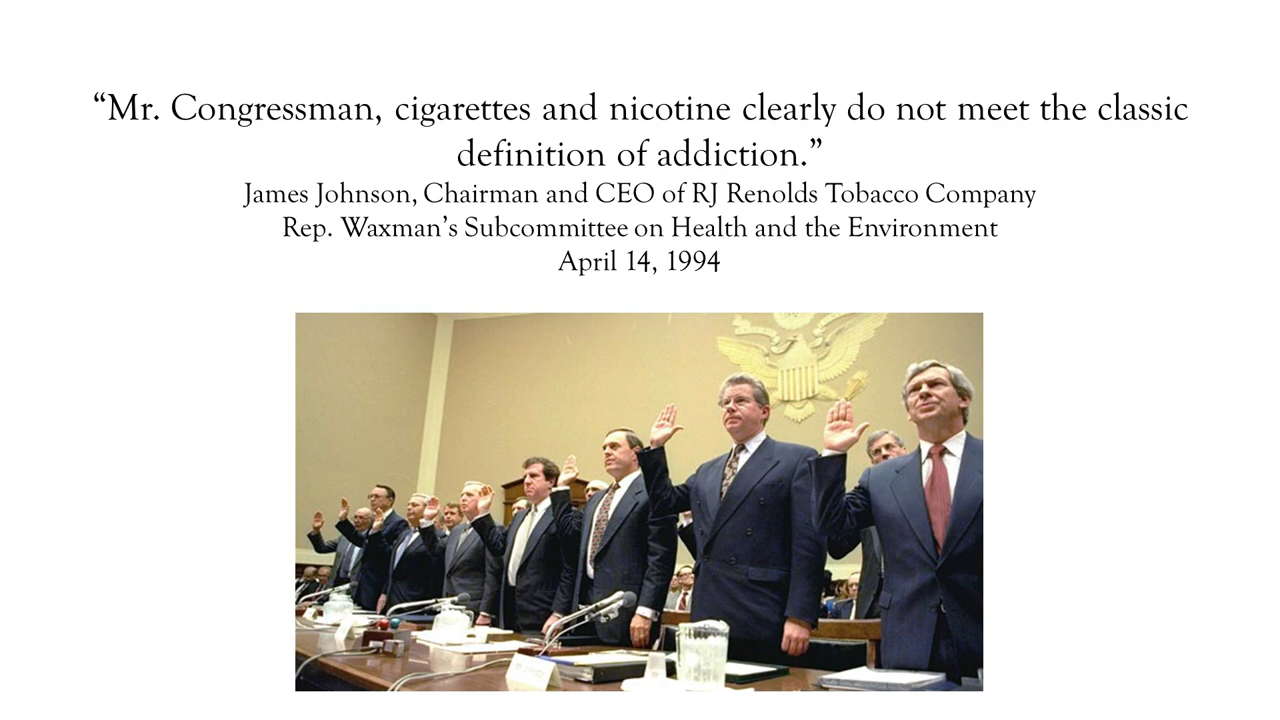 “Mr. Congressman, cigarettes and nicotine clearly do not meet the classic
definition of addiction.”
James Johnson, Chairman and CEO of RJ Renolds Tobacco Company
Rep. Waxman’s Subcommittee on Health and the Environment
April 14, 1994